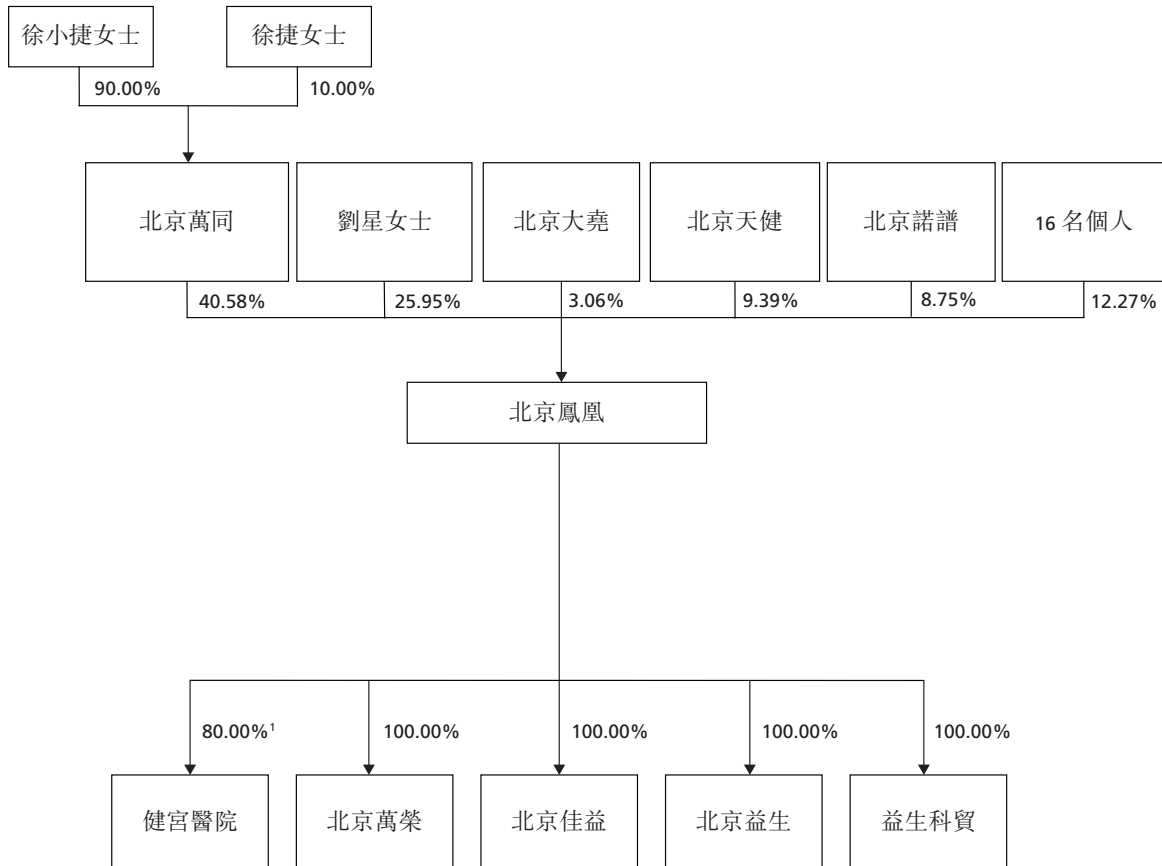 徐小捷女士
徐捷女士
90.00%
10.00%
北京萬同
劉星女士
北京大堯
北京天健
北京諾譜
16 名個人
40.58%
25.95%
3.06%
9.39%
8.75%
12.27%
北京鳳凰
80.00%¹
100.00%
100.00%
100.00%
100.00%
健宮醫院
北京萬榮
北京佳益
北京益生
益生科貿